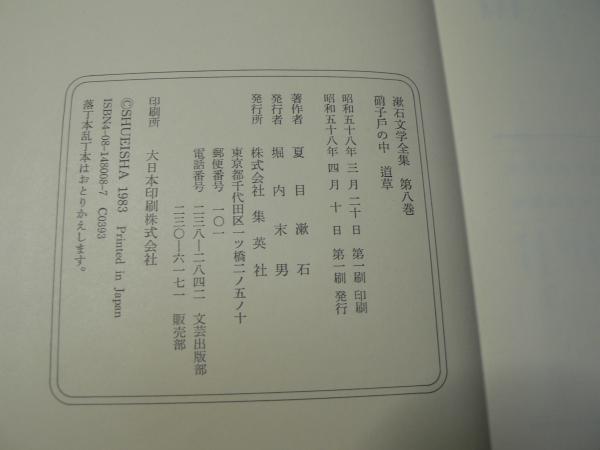 漱石文学全集　第八巻
硝子戸の中　道草
昭和五十八年 三 月 二十 日　第一刷 印刷
昭和五十八年 四 月 十 日　第一刷 発行
著作者　夏目漱石
発行者　堀内末男
発行所　株式会社 集英社
東京都千代田区一ツ橋二ノ五ノ十
郵便番号　一〇一
電話番号　二三八―二八四二　文芸出版部
二三〇―六一七一　販売部
印刷所　大日本印刷株式会社
©SHUEISHA 1983　Printed in Japan
ISBN4-08-148008-7　C0393
落丁本乱丁本はおとりかえします。